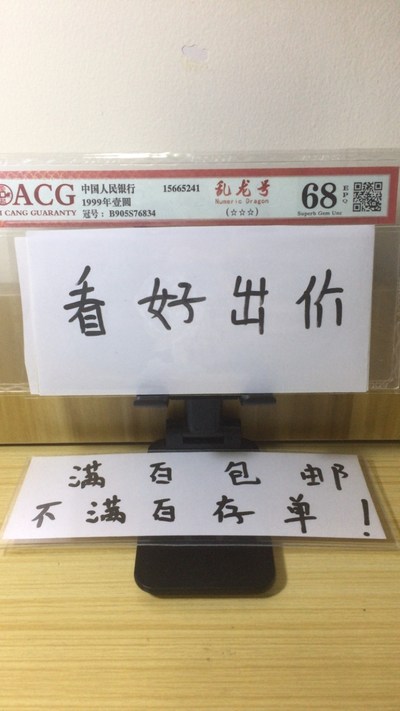 ACG
CANG GUARANTY
中国人民银行
1999年壹圆
冠号：B905S76834
15665241
乱龙号
Numeric Dragon
(☆☆☆)
68
EPQ
Superb Gem Unc
看好出价
满百包邮
不满百存单！